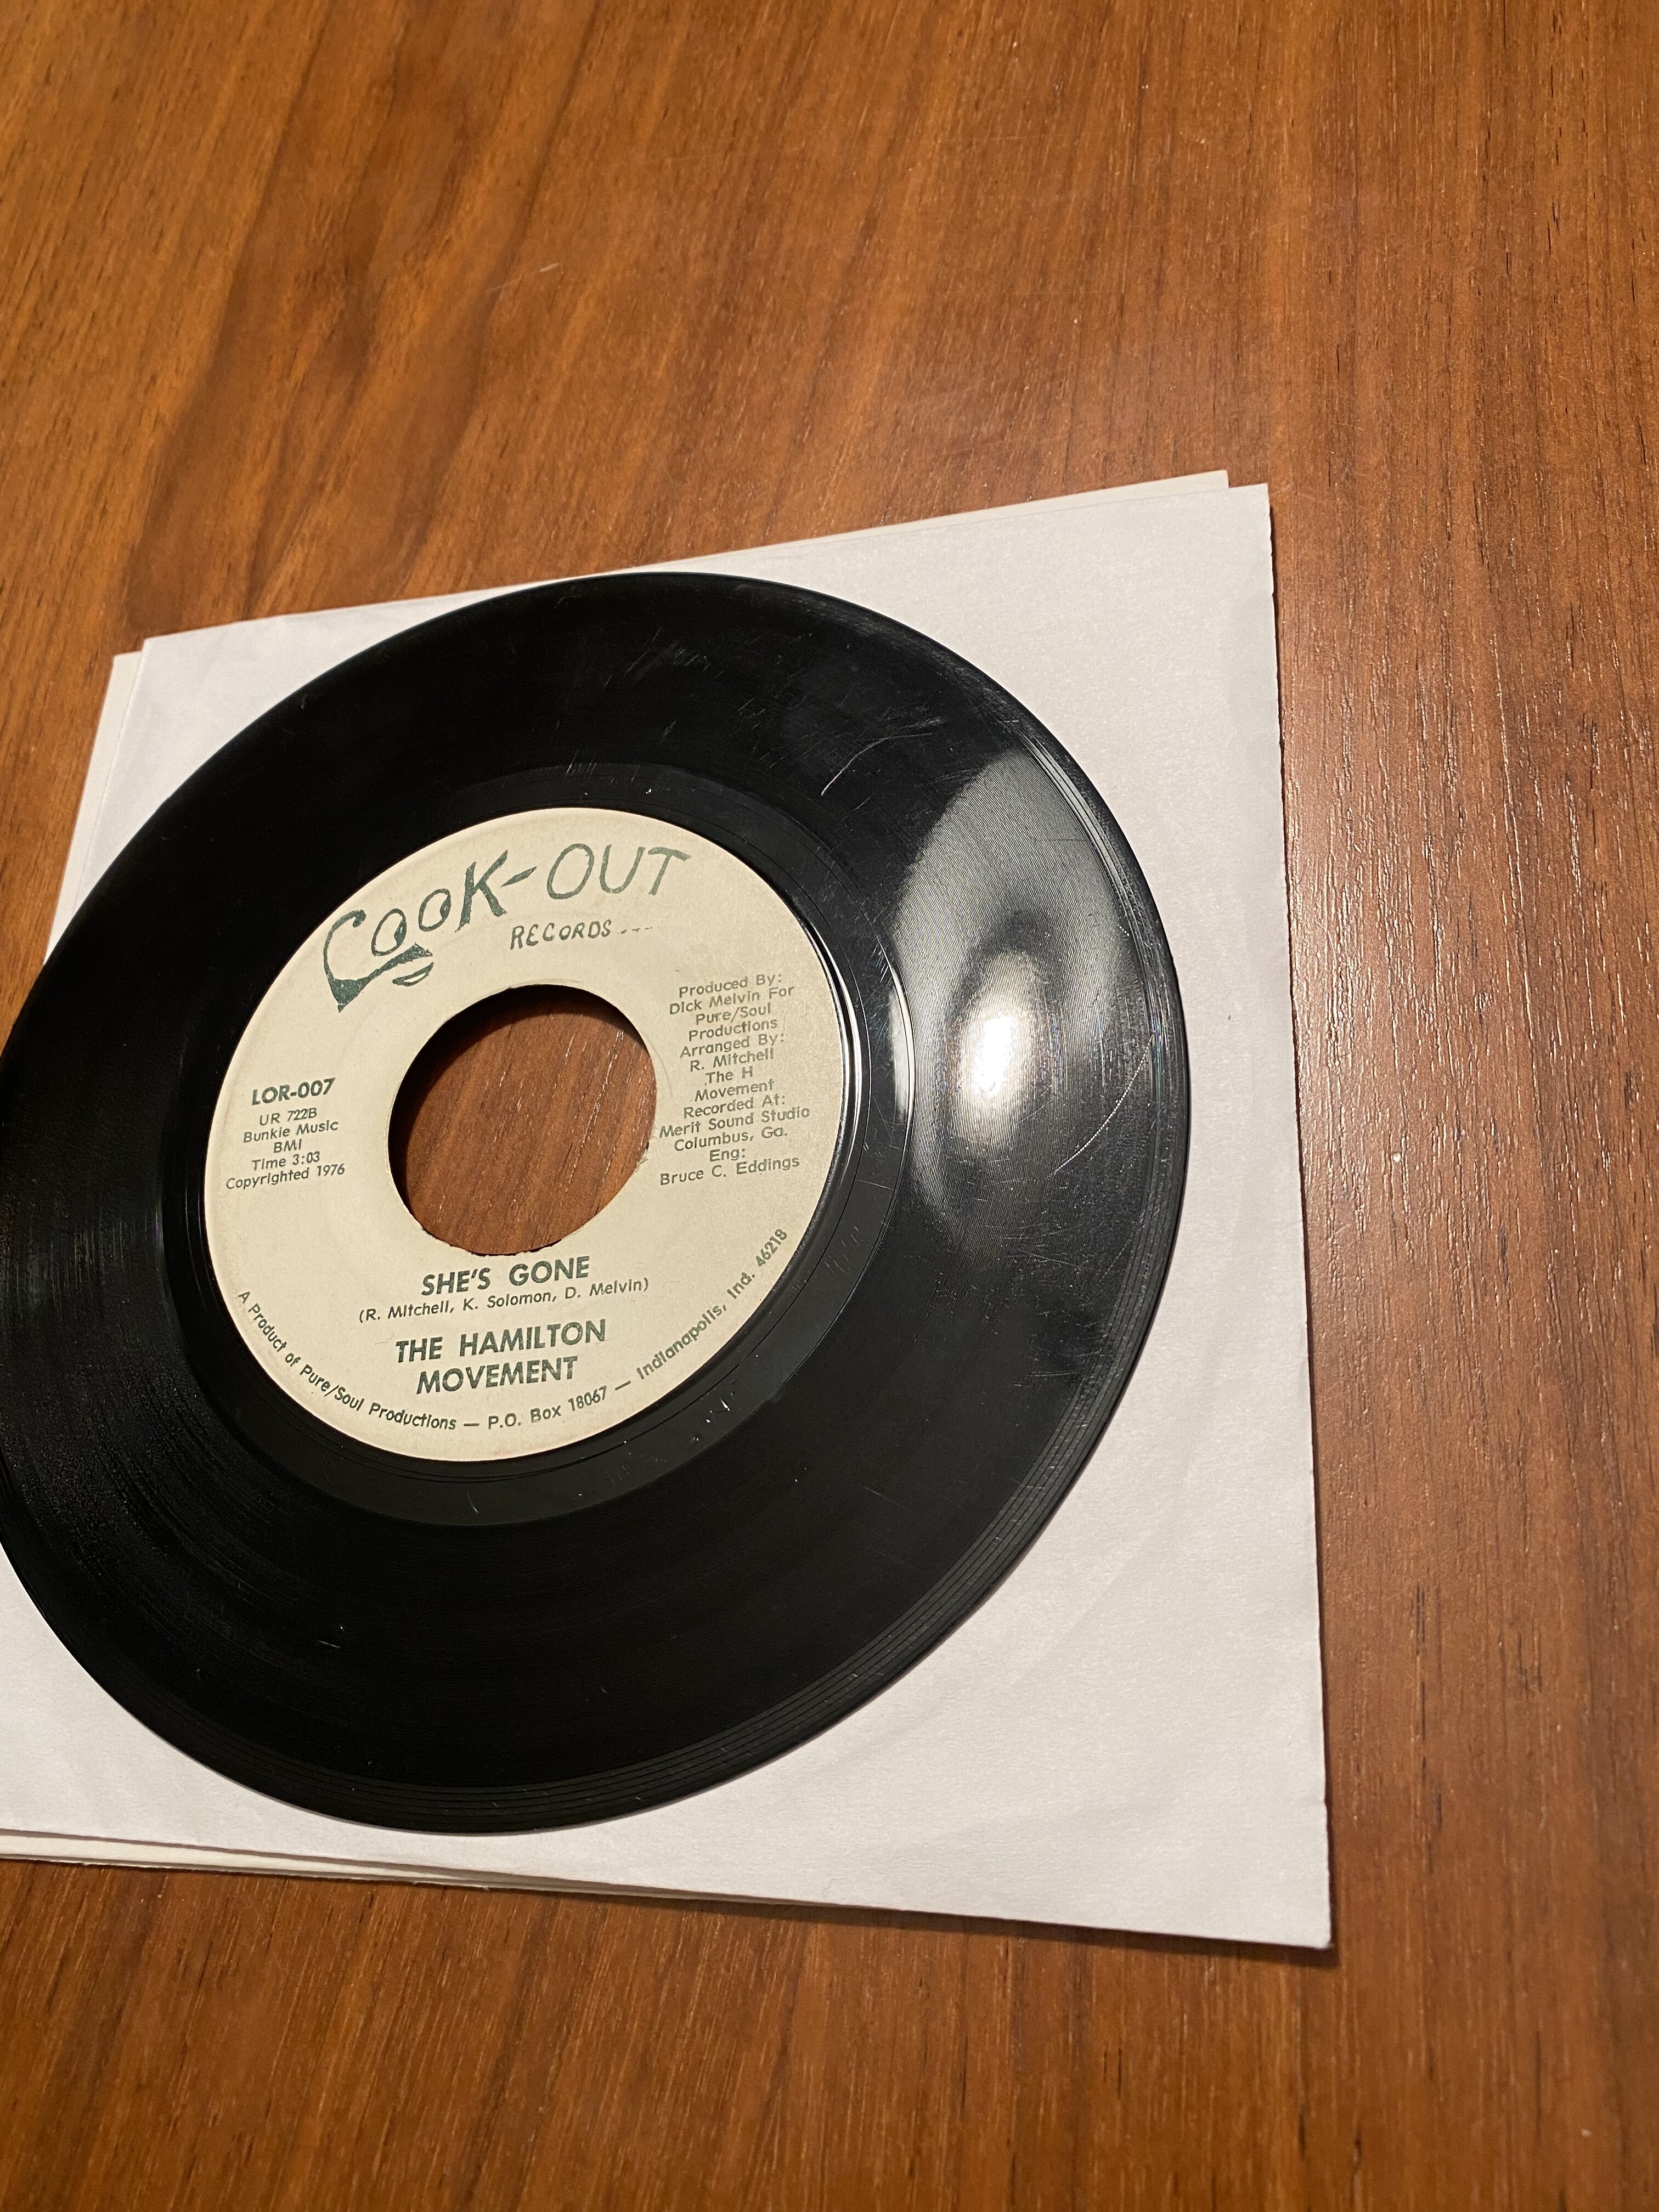 COOK-OUT
RECORDS....
LOR-007
UR 722B
Bunkie Music
BMI
Time 3:03
Copyrighted 1976
Produced By:
Dick Melvin For
Pure/Soul
Productions
Arranged By:
R. Mitchell
The H
Movement
Recorded At:
Merit Sound Studio
Columbus, Ga.
Eng:
Bruce C. Eddings
SHE'S GONE
(R. Mitchell, K. Solomon, D. Melvin)
THE HAMILTON
MOVEMENT
A Product of Pure/Soul Productions — P.O. Box 18067 — Indianapolis, Ind. 46218